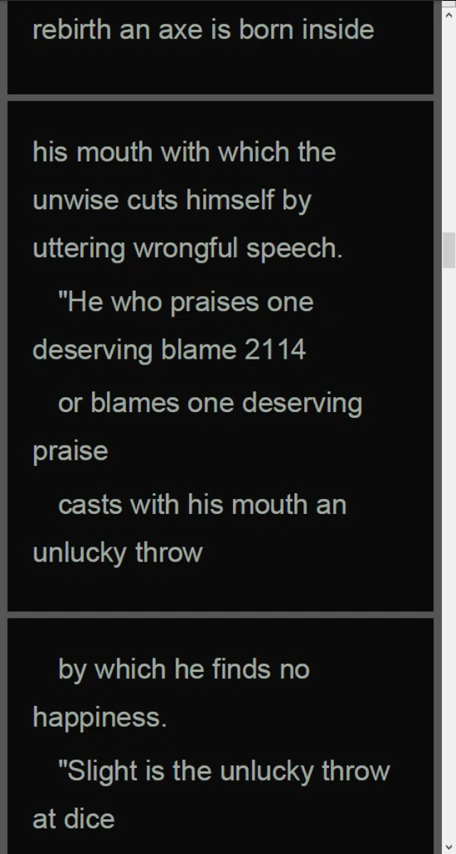 rebirth an axe is born inside
his mouth with which the
unwise cuts himself by
uttering wrongful speech.
"He who praises one
deserving blame 2114
or blames one deserving
praise
casts with his mouth an
unlucky throw
by which he finds no
happiness.
"Slight is the unlucky throw
at dice